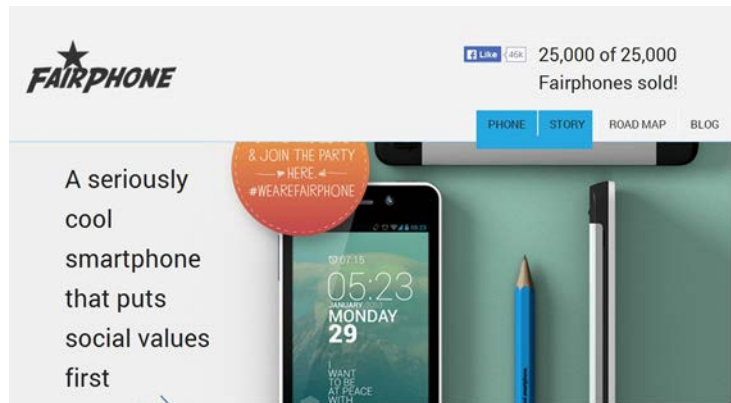 FAIRPHONE
Like 46k
25,000 of 25,000
Fairphones sold!
PHONE STORY ROAD MAP BLOG
A seriously
cool
smartphone
that puts
social values
first
& JOIN THE PARTY
HERE.
#WEAREFAIRPHONE
07:15
05:23
JANUARY
MONDAY
29
I
WANT
TO BE
AT PEACE
WITH